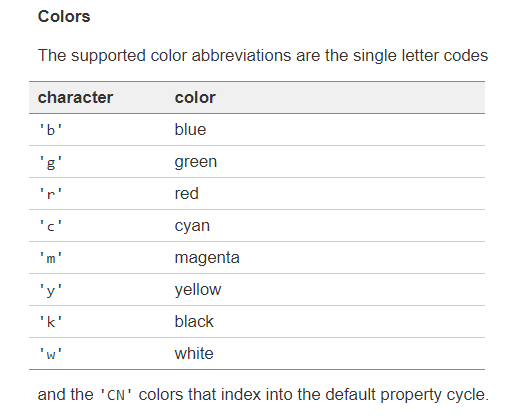 Colors
The supported color abbreviations are the single letter codes
character color
'b' blue
'g' green
'r' red
'c' cyan
'm' magenta
'y' yellow
'k' black
'w' white
and the 'CN' colors that index into the default property cycle.